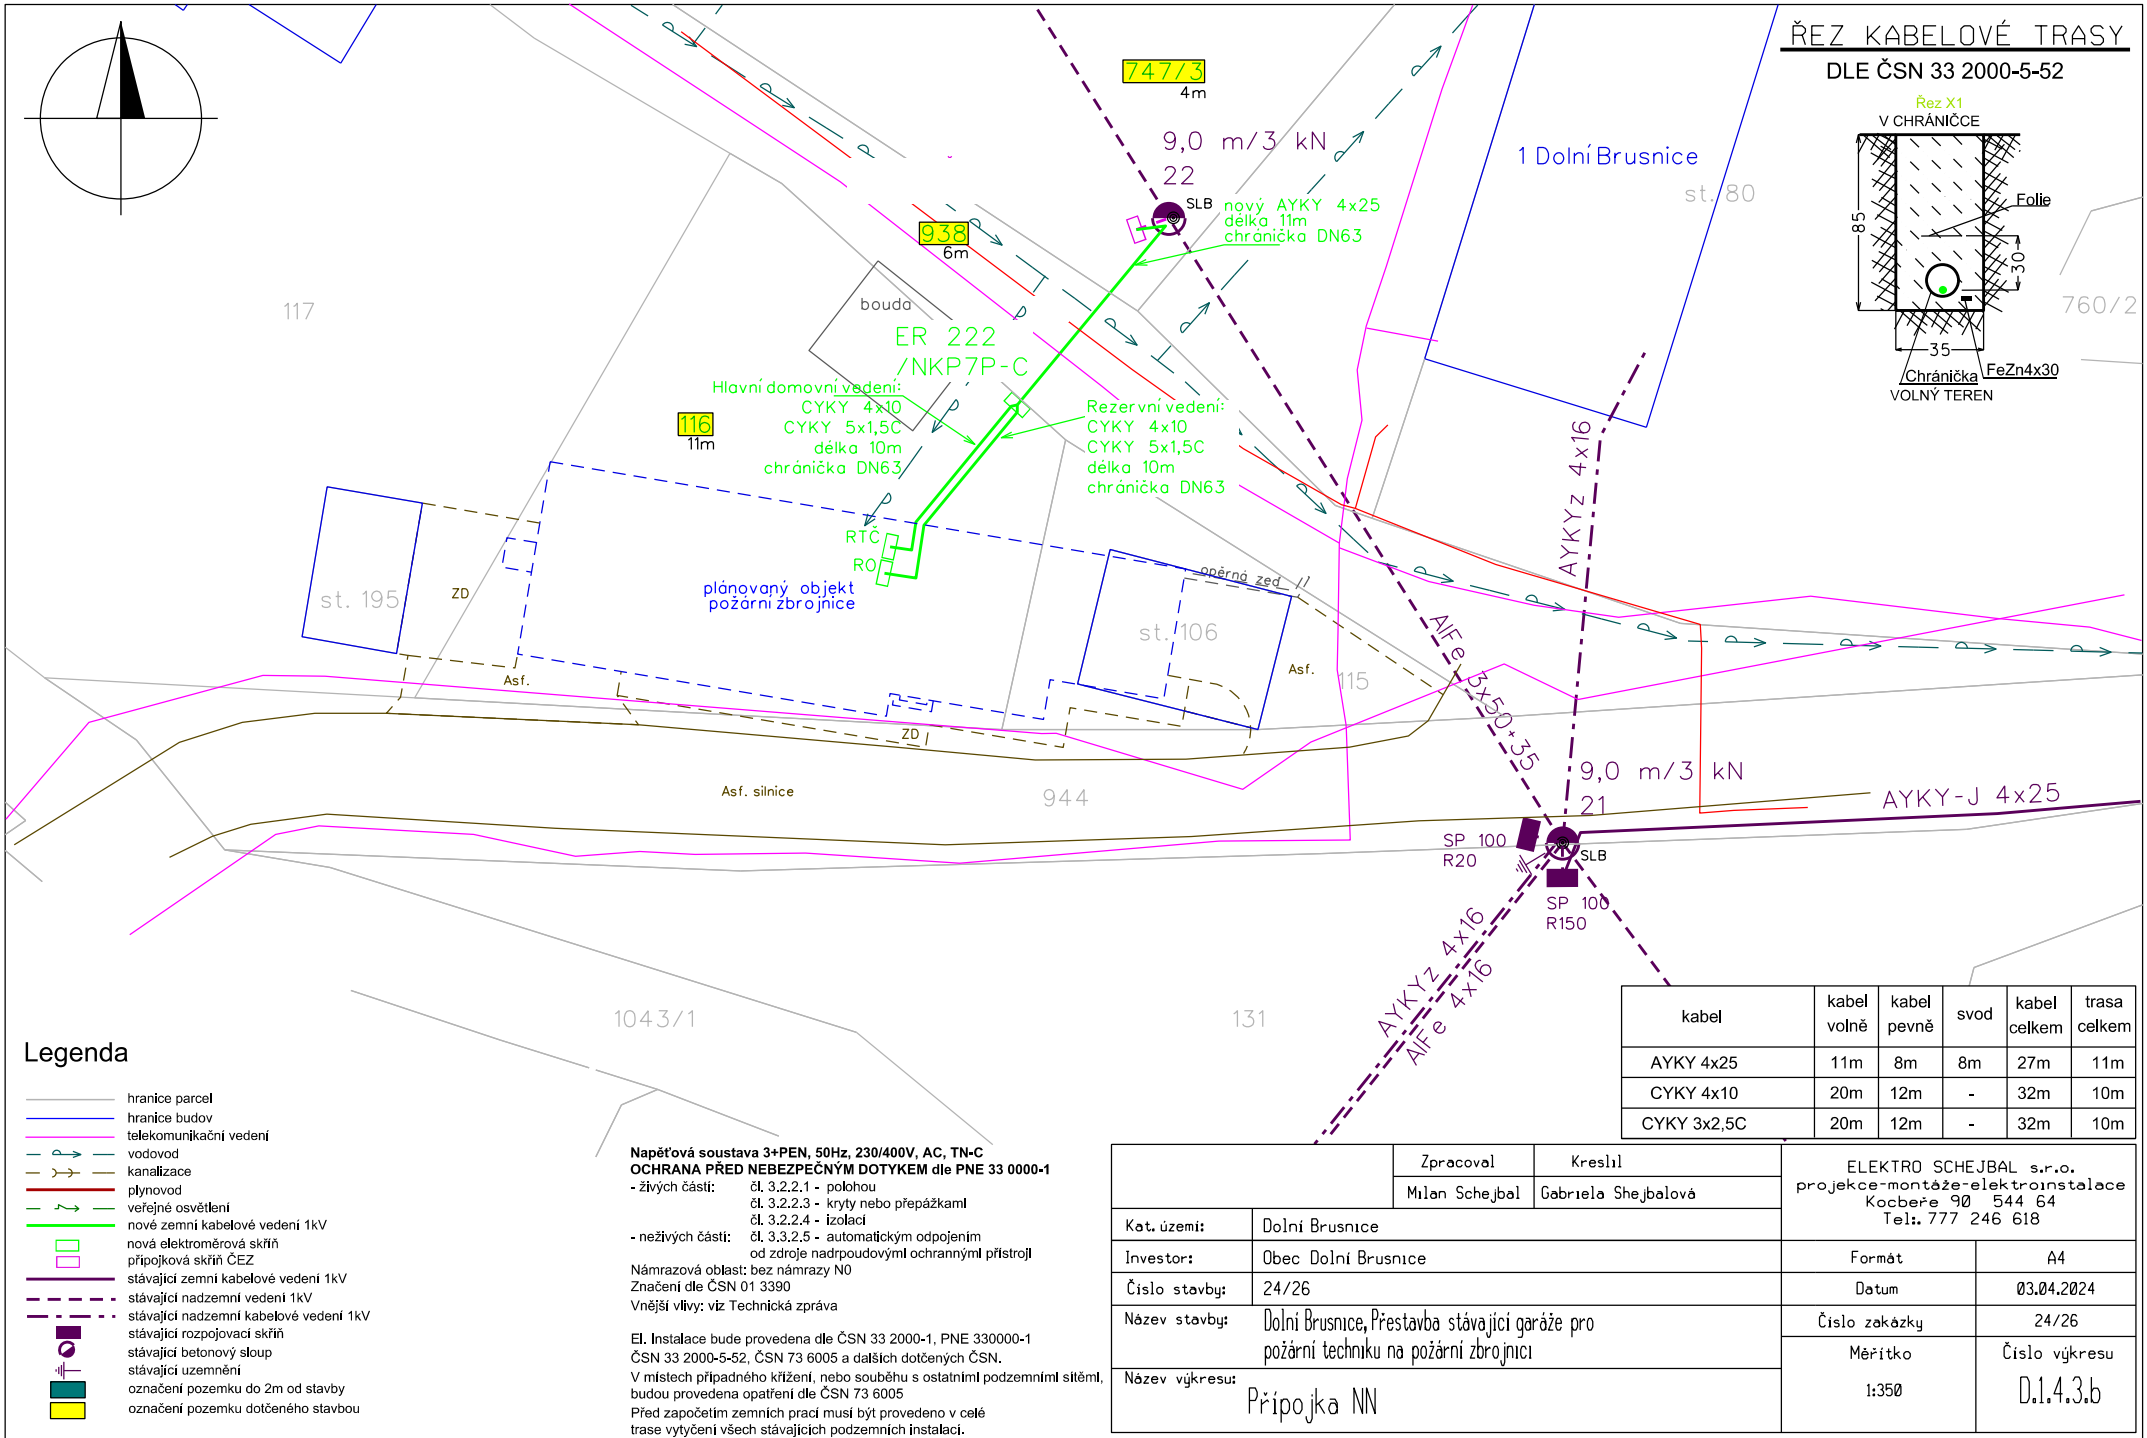 ŘEZ KABELOVÉ TRASY
DLE ČSN 33 2000-5-52
Řez X1
V CHRÁNIČCE
85
Folie
30
35
Chránička
FeZn4x30
VOLNÝ TEREN
747/3
4m
9,0 m/3 kN
22
SLB
nový AYKY 4x25
délka 11m
chránička DN63
1 Dolní Brusnice
st. 80
760/2
938
6m
117
bouda
ER 222
/NKP7P-C
Hlavní domovní vedení:
CYKY 4x10
CYKY 5x1,5C
délka 10m
chránička DN63
Rezervní vedení:
CYKY 4x10
CYKY 5x1,5C
délka 10m
chránička DN63
116
11m
RTČ
RO
plánovaný objekt
požární zbrojnice
st. 195
ZD
Asf.
opěrná zeď
st. 106
Asf.
115
AYKYz 4x16
AlFe 3x50+35
ZD
Asf. silnice
944
9,0 m/3 kN
21
AYKY-J 4x25
SP 100
R20
SLB
SP 100
R150
AYKYz 4x16
AlFe 4x16
1043/1
131
kabel
kabel volně
kabel pevně
svod
kabel celkem
trasa celkem
AYKY 4x25 11m 8m 8m 27m 11m
CYKY 4x10 20m 12m - 32m 10m
CYKY 3x2,5C 20m 12m - 32m 10m
Legenda
hranice parcel
hranice budov
telekomunikační vedení
vodovod
kanalizace
plynovod
veřejné osvětlení
nové zemní kabelové vedení 1kV
nová elektroměrová skříň
přípojková skříň ČEZ
stávající zemní kabelové vedení 1kV
stávající nadzemní vedení 1kV
stávající nadzemní kabelové vedení 1kV
stávající rozpojovací skříň
stávající betonový sloup
stávající uzemnění
označení pozemku do 2m od stavby
označení pozemku dotčeného stavbou
Napěťová soustava 3+PEN, 50Hz, 230/400V, AC, TN-C
OCHRANA PŘED NEBEZPEČNÝM DOTYKEM dle PNE 33 0000-1
- živých částí: čl. 3.2.2.1 - polohou
čl. 3.2.2.3 - kryty nebo přepážkami
čl. 3.2.2.4 - izolací
- neživých částí: čl. 3.3.2.5 - automatickým odpojením
od zdroje nadrpoudovými ochrannými přístroji
Námrazová oblast: bez námrazy N0
Značení dle ČSN 01 3390
Vnější vlivy: viz Technická zpráva
El. Instalace bude provedena dle ČSN 33 2000-1, PNE 330000-1
ČSN 33 2000-5-52, ČSN 73 6005 a dalších dotčených ČSN.
V místech případného křížení, nebo souběhu s ostatními podzemními sítěmi,
budou provedena opatření dle ČSN 73 6005
Před započetím zemních prací musí být provedeno v celé
trase vytýčení všech stávajících podzemních instalací.
Zpracoval
Kreslil
Milan Schejbal
Gabriela Shejbalová
ELEKTRO SCHEJBAL s.r.o.
projekce-montáže-elektroinstalace
Kocbeře 90 544 64
Tel.: 777 246 618
Kat. území: Dolní Brusnice
Investor: Obec Dolní Brusnice
Formát A4
Číslo stavby: 24/26
Datum 03.04.2024
Název stavby: Dolní Brusnice, Přestavba stávající garáže pro
požární techniku na požární zbrojnici
Číslo zakázky 24/26
Měřítko
1:350
Číslo výkresu
D.1.4.3.b
Název výkresu:
Přípojka NN